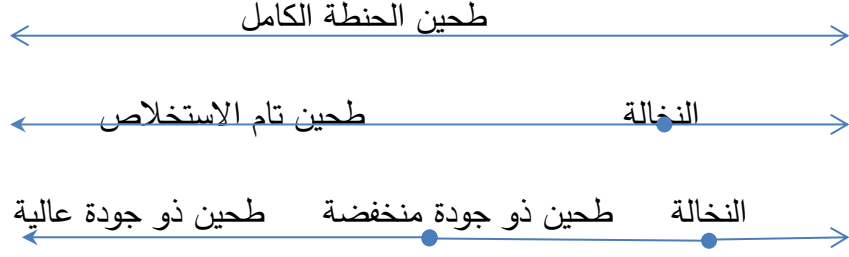 طحين الحنطة الكامل
النخالة طحين تام الاستخلاص
النخالة طحين ذو جودة منخفضة طحين ذو جودة عالية